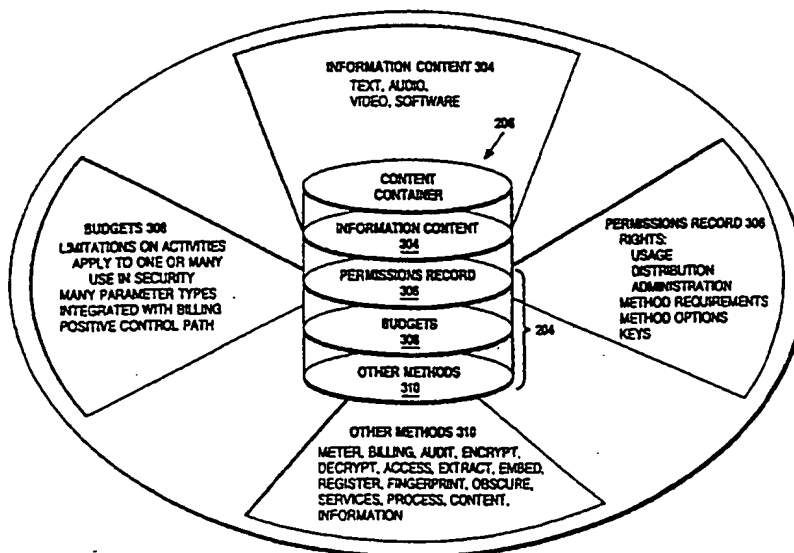 INFORMATION CONTENT 304
TEXT, AUDIO,
VIDEO, SOFTWARE
206
CONTENT
CONTAINER
INFORMATION CONTENT
304
PERMISSIONS RECORD
306
BUDGETS
308
OTHER METHODS
310
204
BUDGETS 308
LIMITATIONS ON ACTIVITIES
APPLY TO ONE OR MANY
USE IN SECURITY
MANY PARAMETER TYPES
INTEGRATED WITH BILLING
POSITIVE CONTROL PATH
PERMISSIONS RECORD 306
RIGHTS:
USAGE
DISTRIBUTION
ADMINISTRATION
METHOD REQUIREMENTS
METHOD OPTIONS
KEYS
OTHER METHODS 310
METER, BILLING, AUDIT, ENCRYPT,
DECRYPT, ACCESS, EXTRACT, EMBED,
REGISTER, FINGERPRINT, OBSCURE,
SERVICES, PROCESS, CONTENT,
INFORMATION